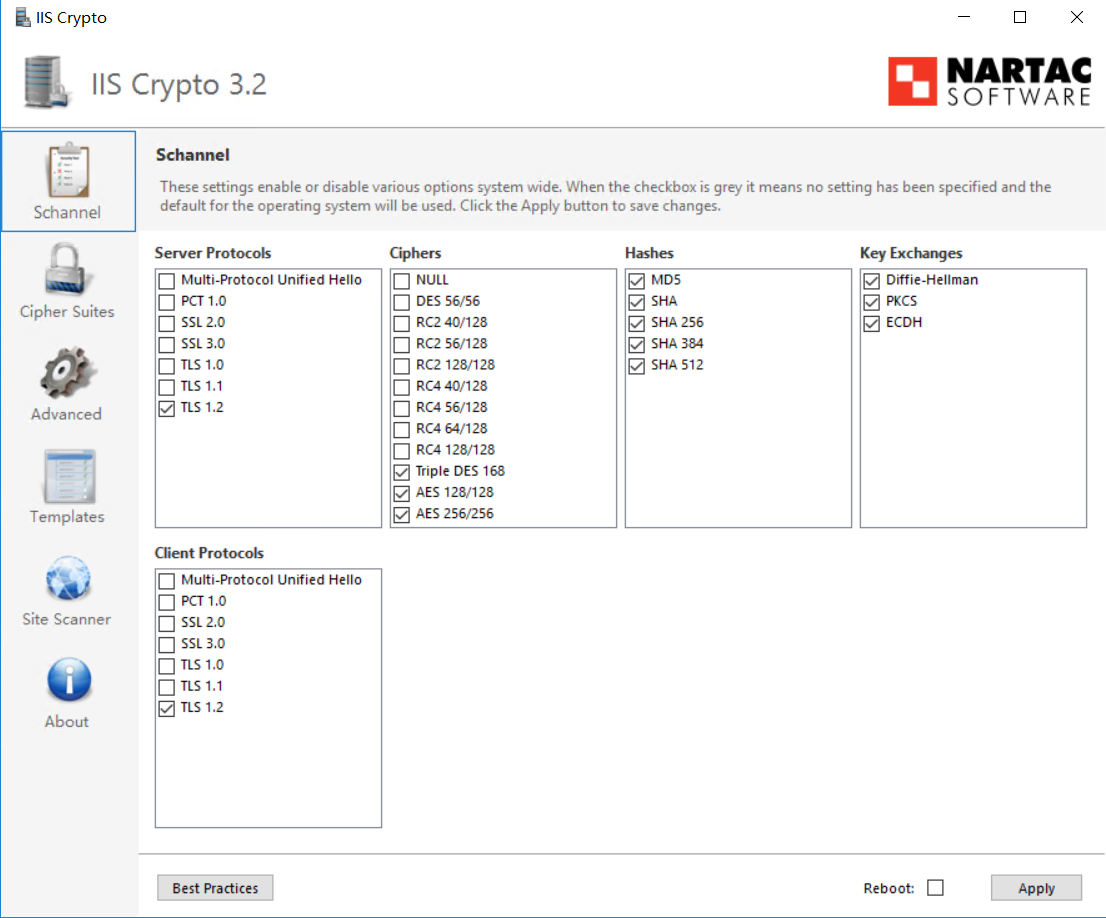 IIS Crypto
IIS Crypto 3.2
NARTAC
SOFTWARE
Schannel
Cipher Suites
Advanced
Templates
Site Scanner
About
Schannel
These settings enable or disable various options system wide. When the checkbox is grey it means no setting has been specified and the
default for the operating system will be used. Click the Apply button to save changes.
Server Protocols
Multi-Protocol Unified Hello
PCT 1.0
SSL 2.0
SSL 3.0
TLS 1.0
TLS 1.1
TLS 1.2
Ciphers
NULL
DES 56/56
RC2 40/128
RC2 56/128
RC2 128/128
RC4 40/128
RC4 56/128
RC4 64/128
RC4 128/128
Triple DES 168
AES 128/128
AES 256/256
Hashes
MD5
SHA
SHA 256
SHA 384
SHA 512
Key Exchanges
Diffie-Hellman
PKCS
ECDH
Client Protocols
Multi-Protocol Unified Hello
PCT 1.0
SSL 2.0
SSL 3.0
TLS 1.0
TLS 1.1
TLS 1.2
Best Practices
Reboot:
Apply